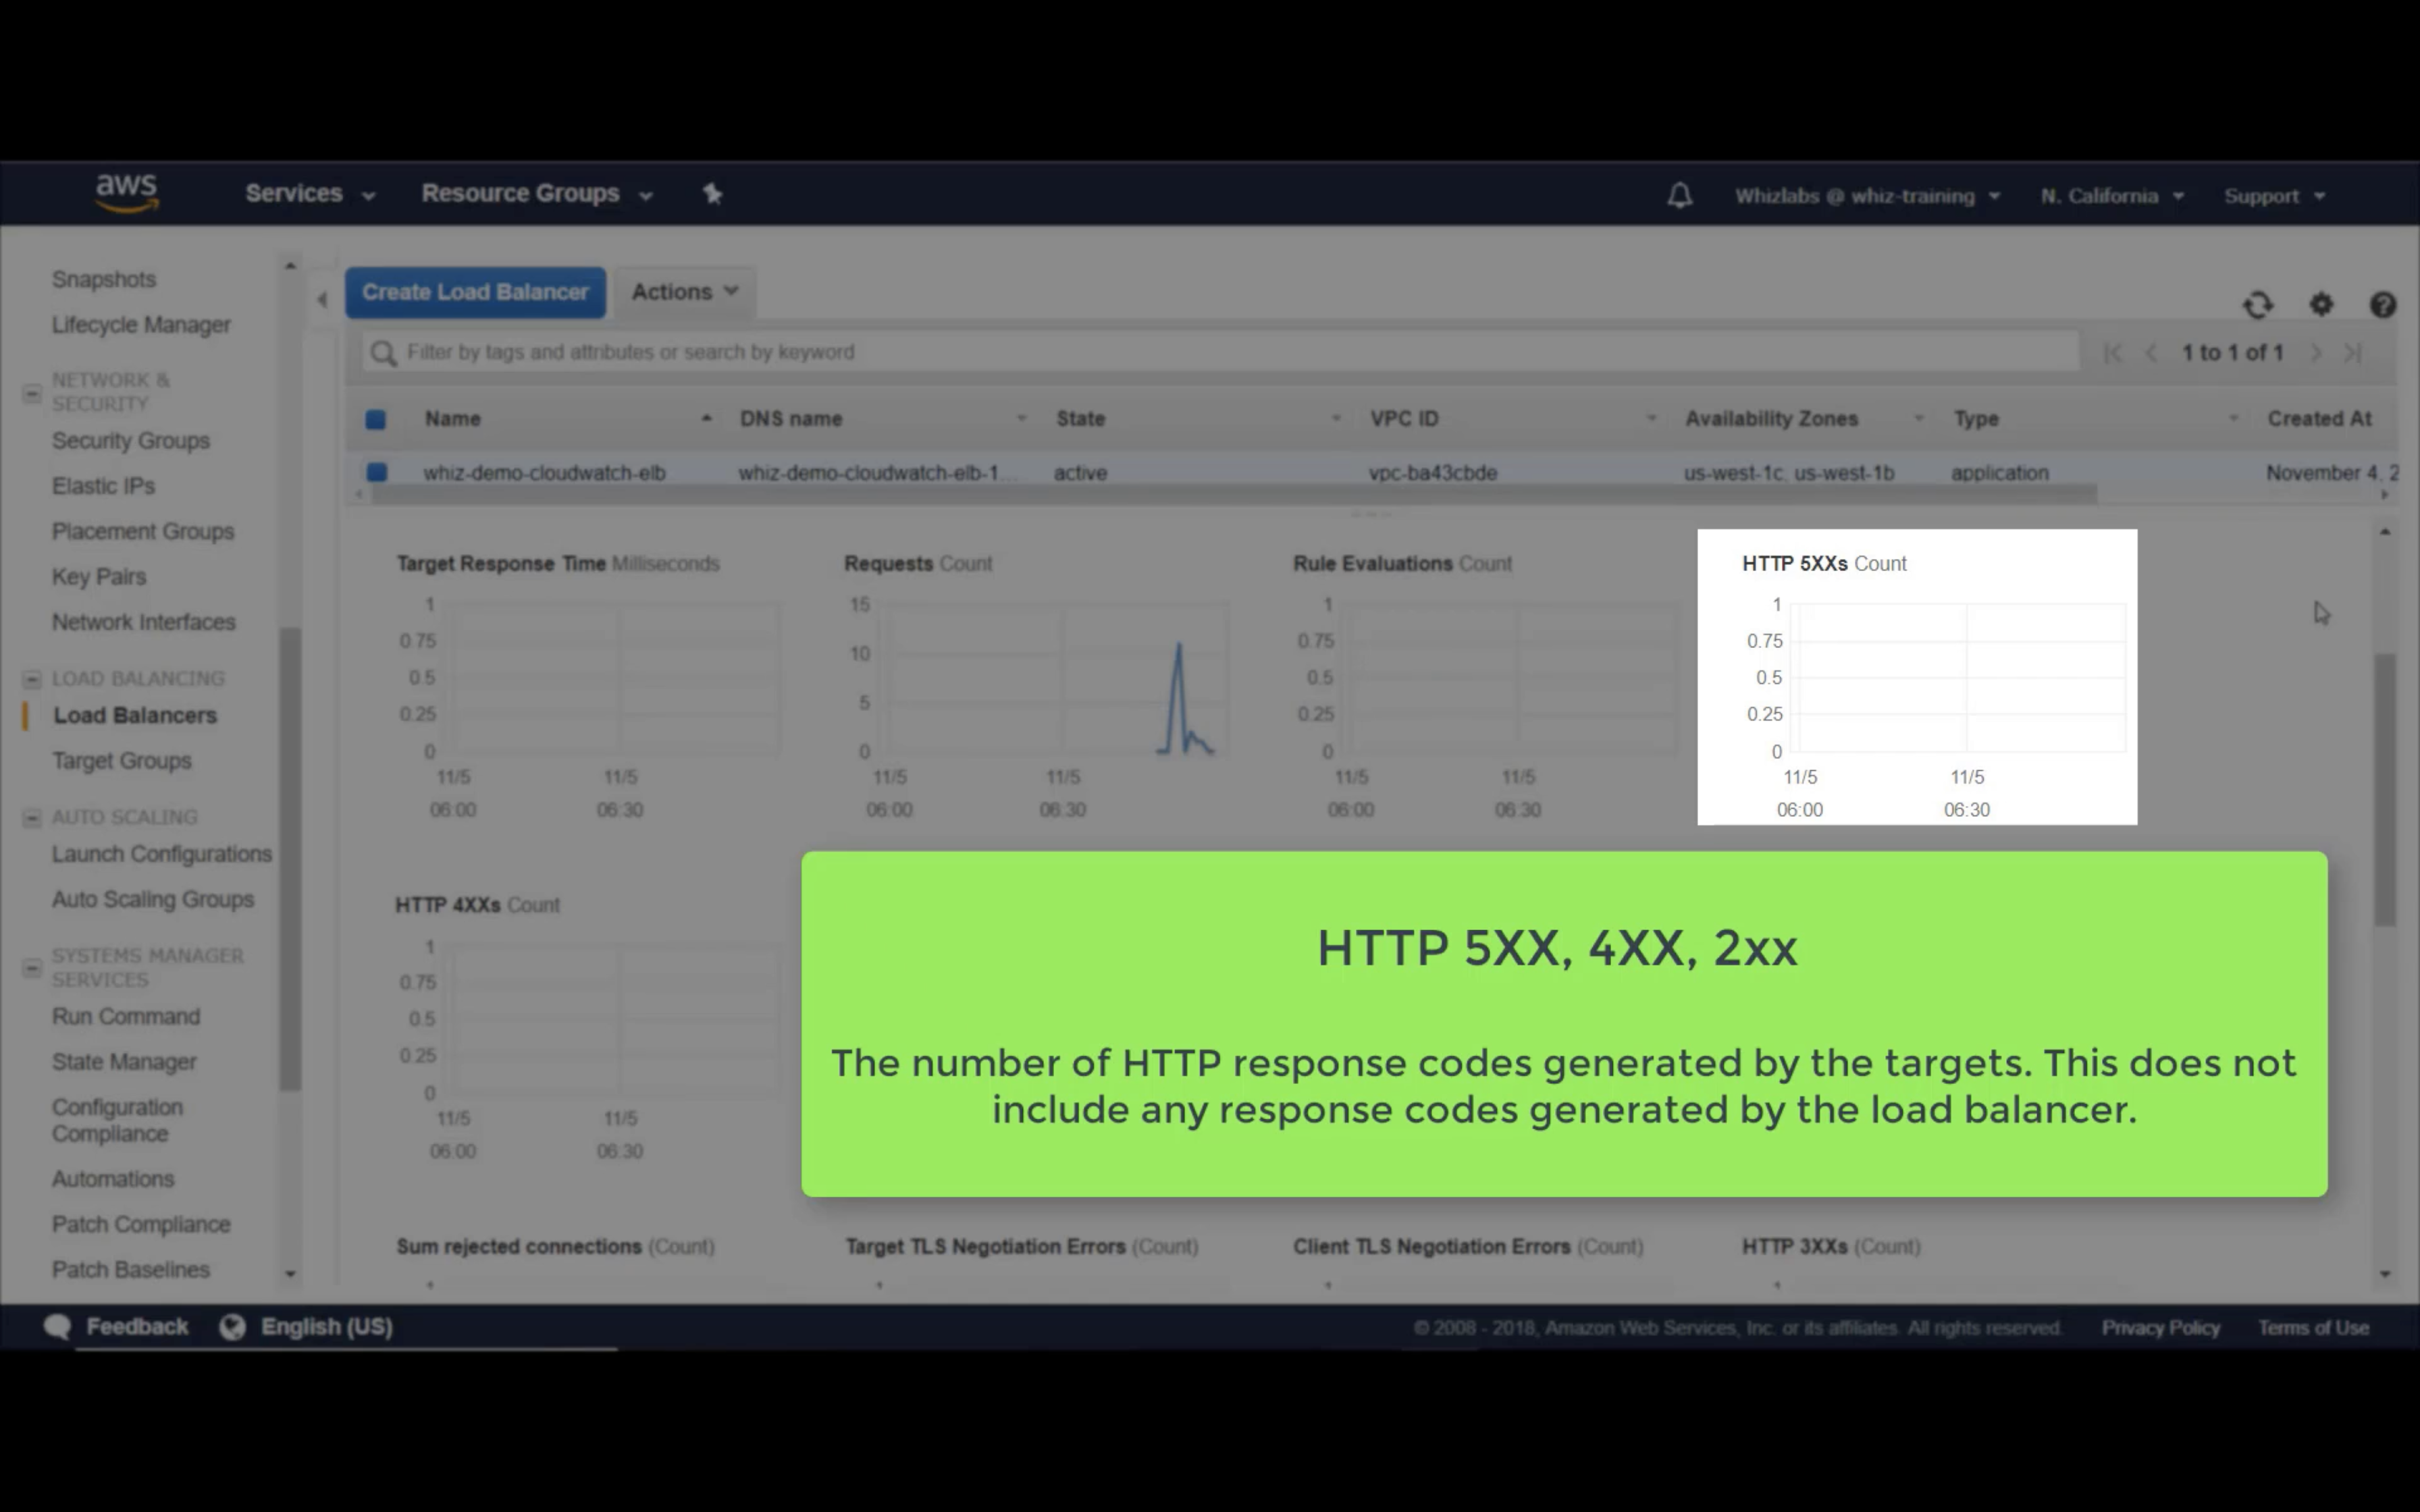 aws Services Resource Groups Whizlabs @ whiz-training N. California Support
Snapshots
Lifecycle Manager
NETWORK &
SECURITY
Security Groups
Elastic IPs
Placement Groups
Key Pairs
Network Interfaces
LOAD BALANCING
Load Balancers
Target Groups
AUTO SCALING
Launch Configurations
Auto Scaling Groups
SYSTEMS MANAGER
SERVICES
Run Command
State Manager
Configuration
Compliance
Automations
Patch Compliance
Patch Baselines
Create Load Balancer Actions
Filter by tags and attributes or search by keyword 1 to 1 of 1
Name DNS name State VPC ID Availability Zones Type Created At
whiz-demo-cloudwatch-elb whiz-demo-cloudwatch-elb-1... active vpc-ba43cbde us-west-1c, us-west-1b application November 4, 2
Target Response Time Milliseconds
1
0.75
0.5
0.25
0
11/5 11/5
06:00 06:30
Requests Count
15
10
5
0
11/5 11/5
06:00 06:30
Rule Evaluations Count
1
0.75
0.5
0.25
0
11/5 11/5
06:00 06:30
HTTP 5XXs Count
1
0.75
0.5
0.25
0
11/5 11/5
06:00 06:30
HTTP 4XXs Count
1
0.75
0.5
0.25
0
11/5 11/5
06:00 06:30
HTTP 5XX, 4XX, 2xx
The number of HTTP response codes generated by the targets. This does not
include any response codes generated by the load balancer.
Sum rejected connections (Count) Target TLS Negotiation Errors (Count) Client TLS Negotiation Errors (Count) HTTP 3XXs (Count)
Feedback English (US) © 2008 - 2018, Amazon Web Services, Inc. or its affiliates. All rights reserved. Privacy Policy Terms of Use